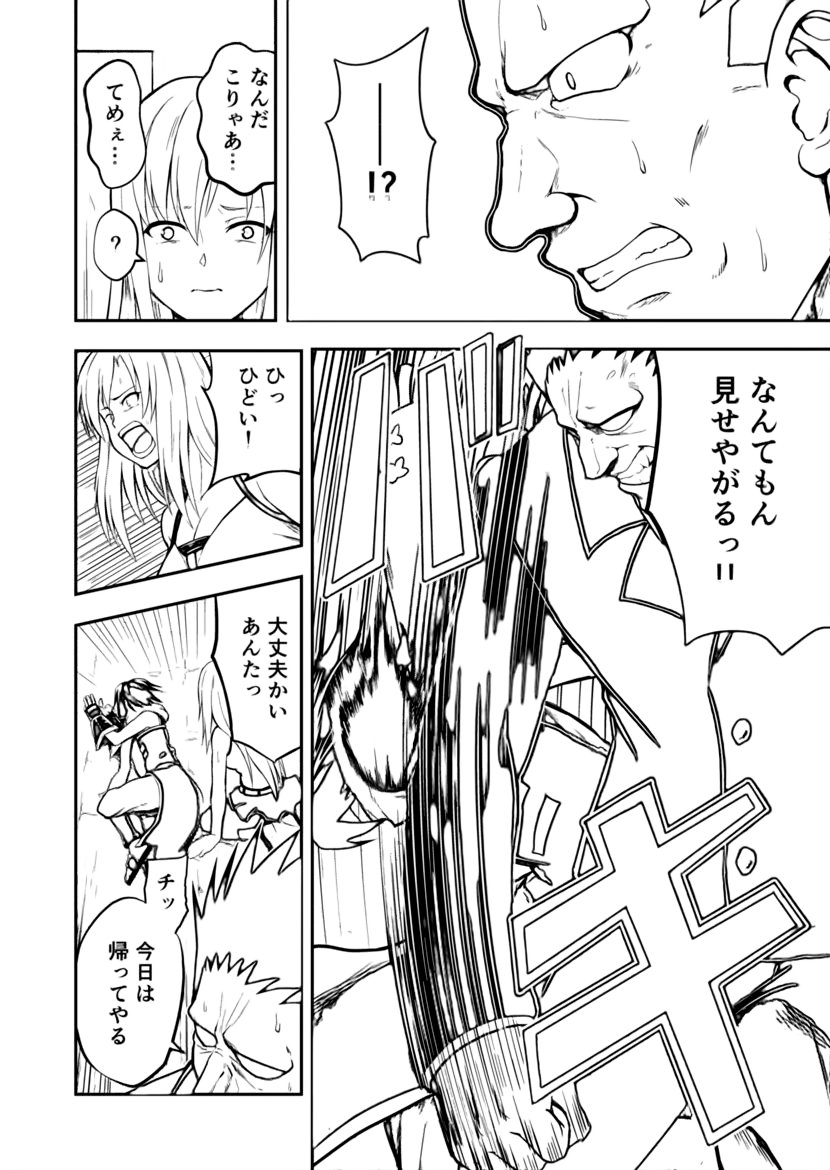 ――!?
なんだ
こりゃあ…
てめぇ…
?
なんてもん
見せやがるっ!!
バキ
ひっ
ひどい!
大丈夫かい
あんたっ
チッ
今日は
帰ってやる